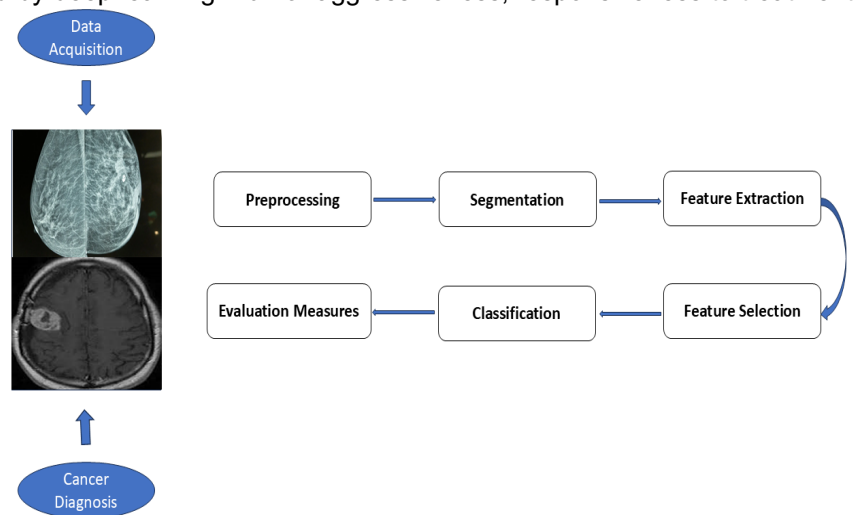 Data
Acquisition
Preprocessing
Segmentation
Feature Extraction
Evaluation Measures
Classification
Feature Selection
Cancer
Diagnosis